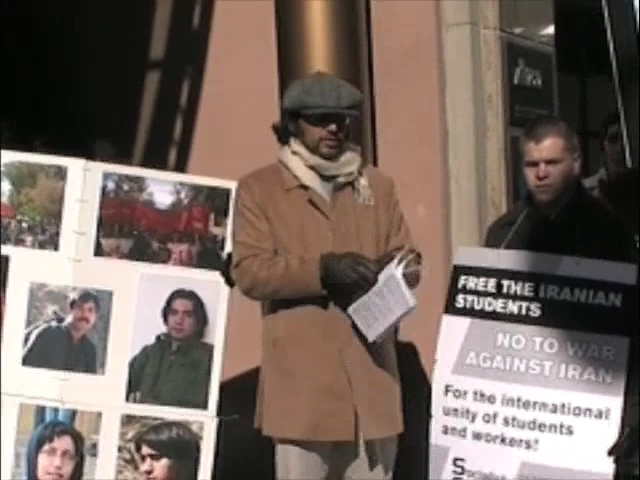 FREE THE IRANIAN
STUDENTS
NO TO WAR
AGAINST IRAN
For the international
unity of students
and workers!